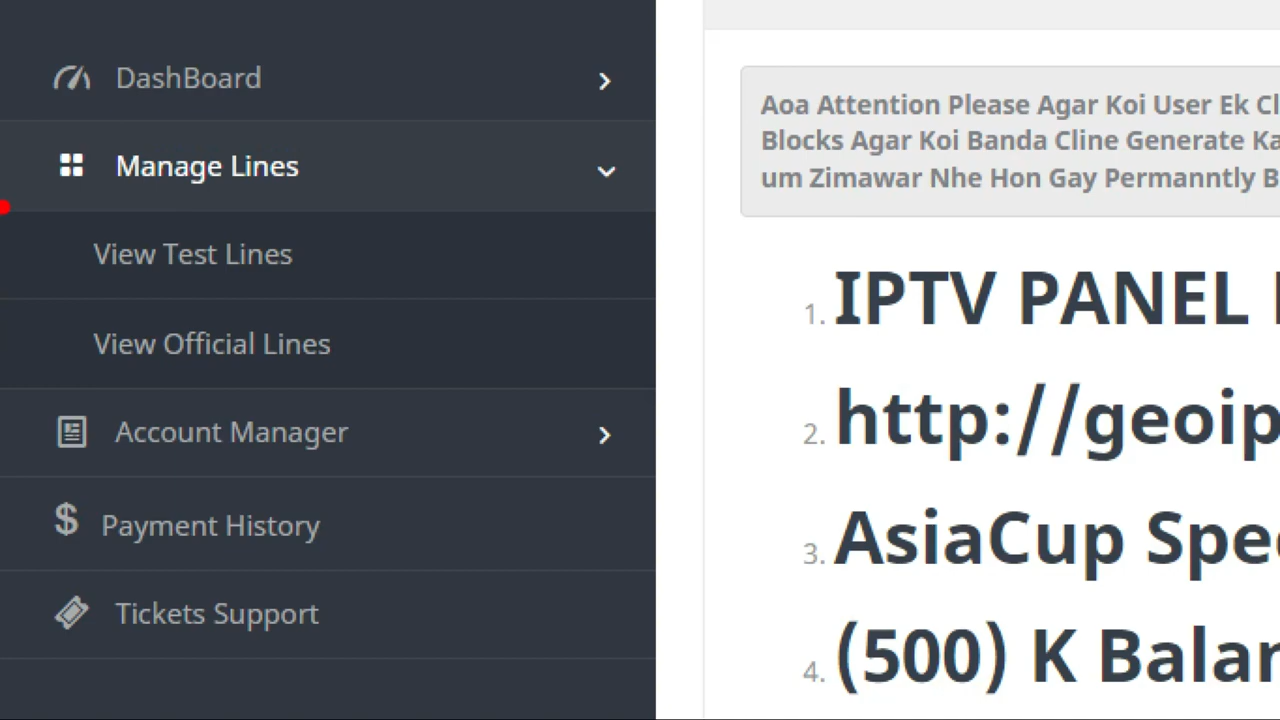 DashBoard
Manage Lines
View Test Lines
View Official Lines
Account Manager
Payment History
Tickets Support
Aoa Attention Please Agar Koi User Ek
Blocks Agar Koi Banda Cline Generate
um Zimawar Nhe Hon Gay Permanntly
1. IPTV PANEL
2. http://geoip
3. AsiaCup
4. (500) K